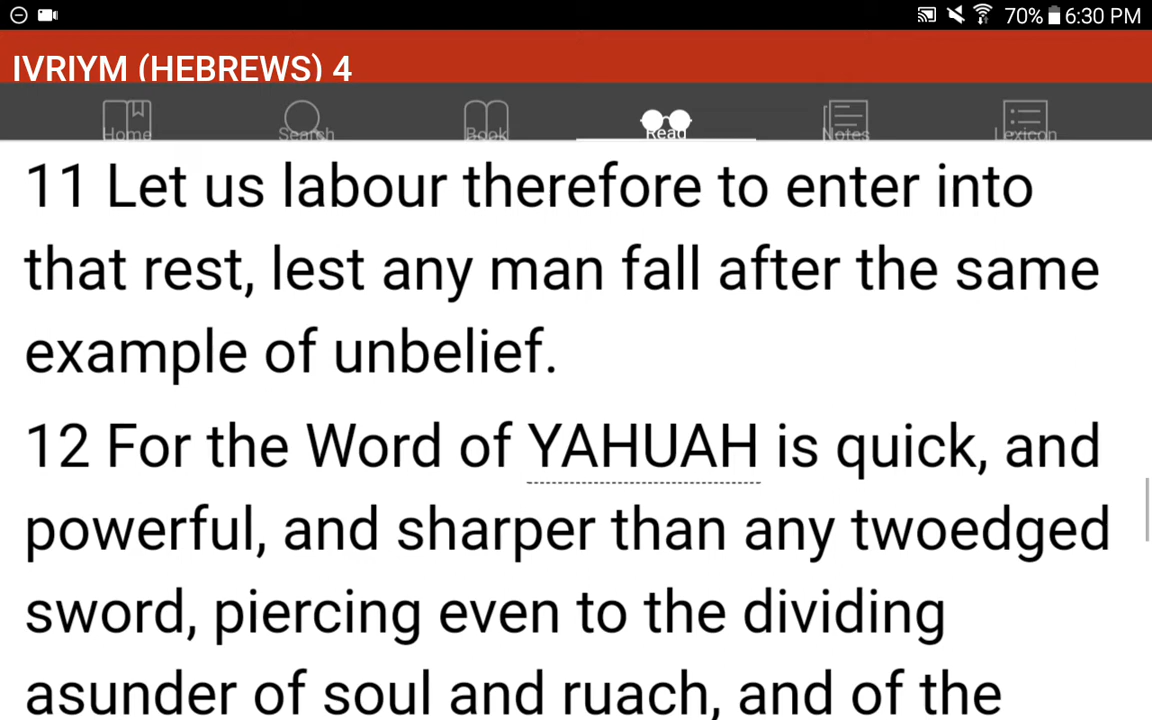 70% 6:30 PM
IVRIYM (HEBREWS) 4
Home Search Book Read Notes Lexicon
11 Let us labour therefore to enter into
that rest, lest any man fall after the same
example of unbelief.
12 For the Word of YAHUAH is quick, and
powerful, and sharper than any twoedged
sword, piercing even to the dividing
asunder of soul and ruach, and of the